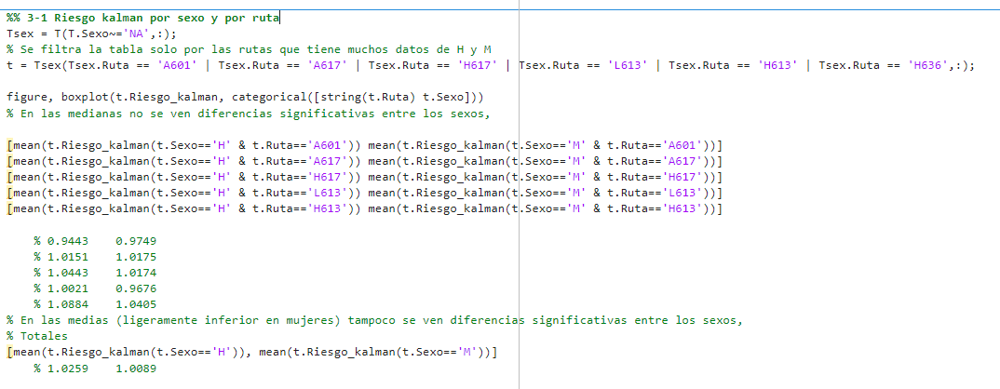 %% 3-1 Riesgo kalman por sexo y por ruta
Tsex = T(T.Sexo~='NA',:);
% Se filtra la tabla solo por las rutas que tiene muchos datos de H y M
t = Tsex(Tsex.Ruta == 'A601' | Tsex.Ruta == 'A617' | Tsex.Ruta == 'H617' | Tsex.Ruta == 'L613' | Tsex.Ruta == 'H613' | Tsex.Ruta == 'H636',:);
figure, boxplot(t.Riesgo_kalman, categorical([string(t.Ruta) t.Sexo]))
% En las medianas no se ven diferencias significativas entre los sexos,
[mean(t.Riesgo_kalman(t.Sexo=='H' & t.Ruta=='A601')) mean(t.Riesgo_kalman(t.Sexo=='M' & t.Ruta=='A601'))]
[mean(t.Riesgo_kalman(t.Sexo=='H' & t.Ruta=='A617')) mean(t.Riesgo_kalman(t.Sexo=='M' & t.Ruta=='A617'))]
[mean(t.Riesgo_kalman(t.Sexo=='H' & t.Ruta=='H617')) mean(t.Riesgo_kalman(t.Sexo=='M' & t.Ruta=='H617'))]
[mean(t.Riesgo_kalman(t.Sexo=='H' & t.Ruta=='L613')) mean(t.Riesgo_kalman(t.Sexo=='M' & t.Ruta=='L613'))]
[mean(t.Riesgo_kalman(t.Sexo=='H' & t.Ruta=='H613')) mean(t.Riesgo_kalman(t.Sexo=='M' & t.Ruta=='H613'))]
% 0.9443 0.9749
% 1.0151 1.0175
% 1.0443 1.0174
% 1.0021 0.9676
% 1.0884 1.0405
% En las medias (ligeramente inferior en mujeres) tampoco se ven diferencias significativas entre los sexos,
% Totales
[mean(t.Riesgo_kalman(t.Sexo=='H')), mean(t.Riesgo_kalman(t.Sexo=='M'))]
% 1.0259 1.0089